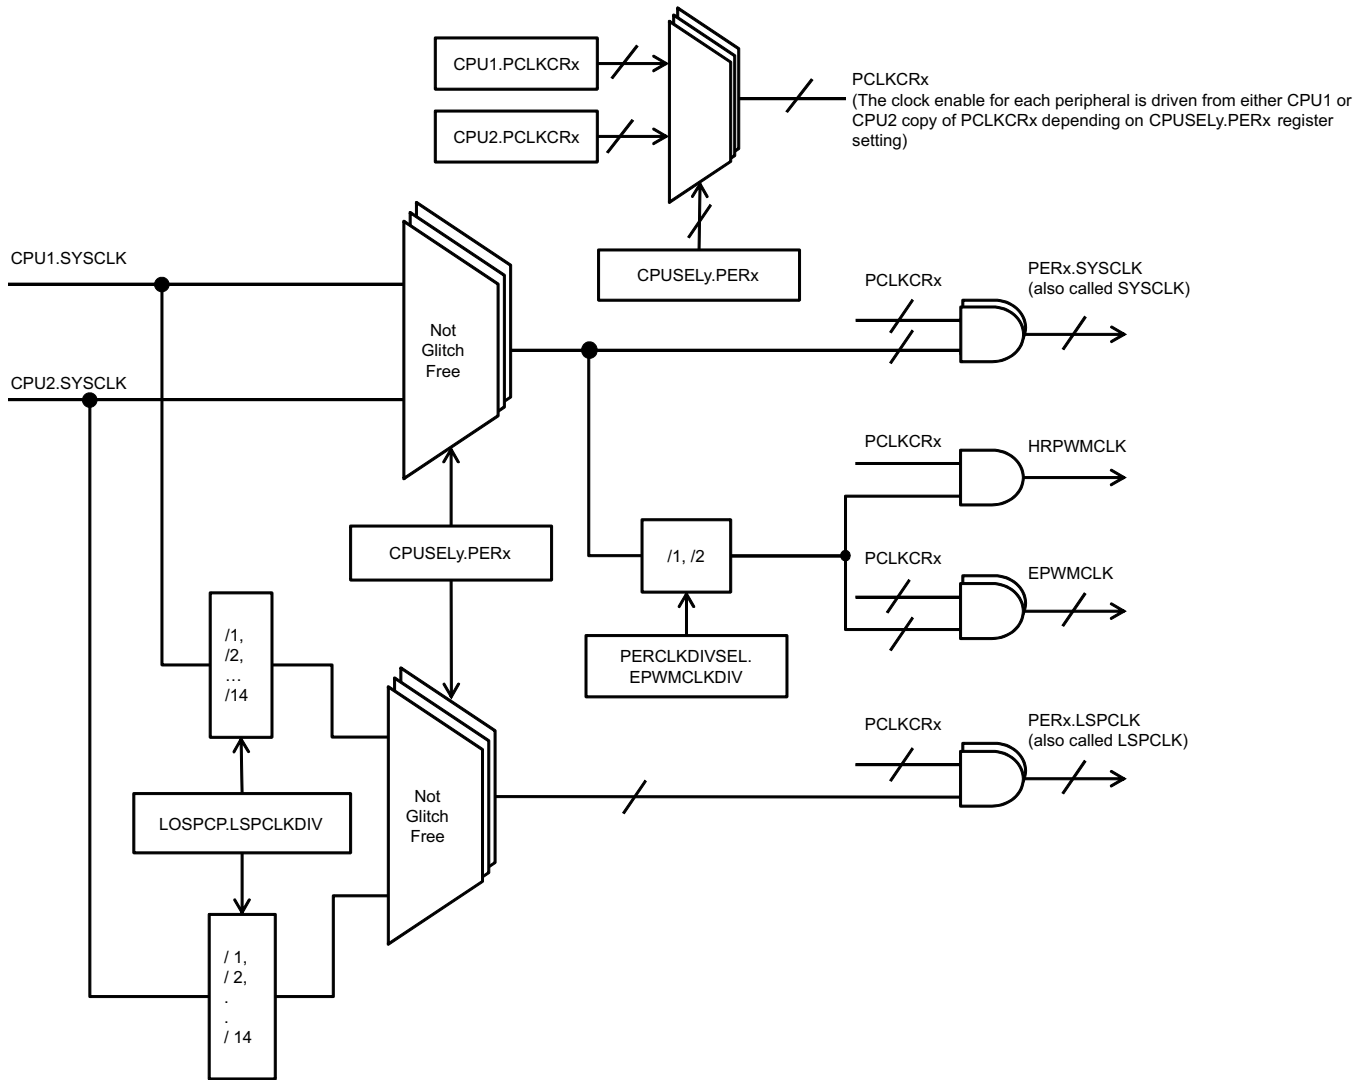 CPU1.PCLKCRx
CPU2.PCLKCRx
PCLKCRx
(The clock enable for each peripheral is driven from either CPU1 or
CPU2 copy of PCLKCRx depending on CPUSELy.PERx register
setting)
CPUSELy.PERx
CPU1.SYSCLK
CPU2.SYSCLK
Not
Glitch
Free
PCLKCRx
PERx.SYSCLK
(also called SYSCLK)
PCLKCRx
HRPWMCLK
CPUSELy.PERx
/1, /2
PCLKCRx
EPWMCLK
PERCLKDIVSEL.
EPWMCLKDIV
/1,
/2,
...
/14
LOSPCP.LSPCLKDIV
Not
Glitch
Free
PCLKCRx
PERx.LSPCLK
(also called LSPCLK)
/ 1,
/ 2,
.
.
/ 14